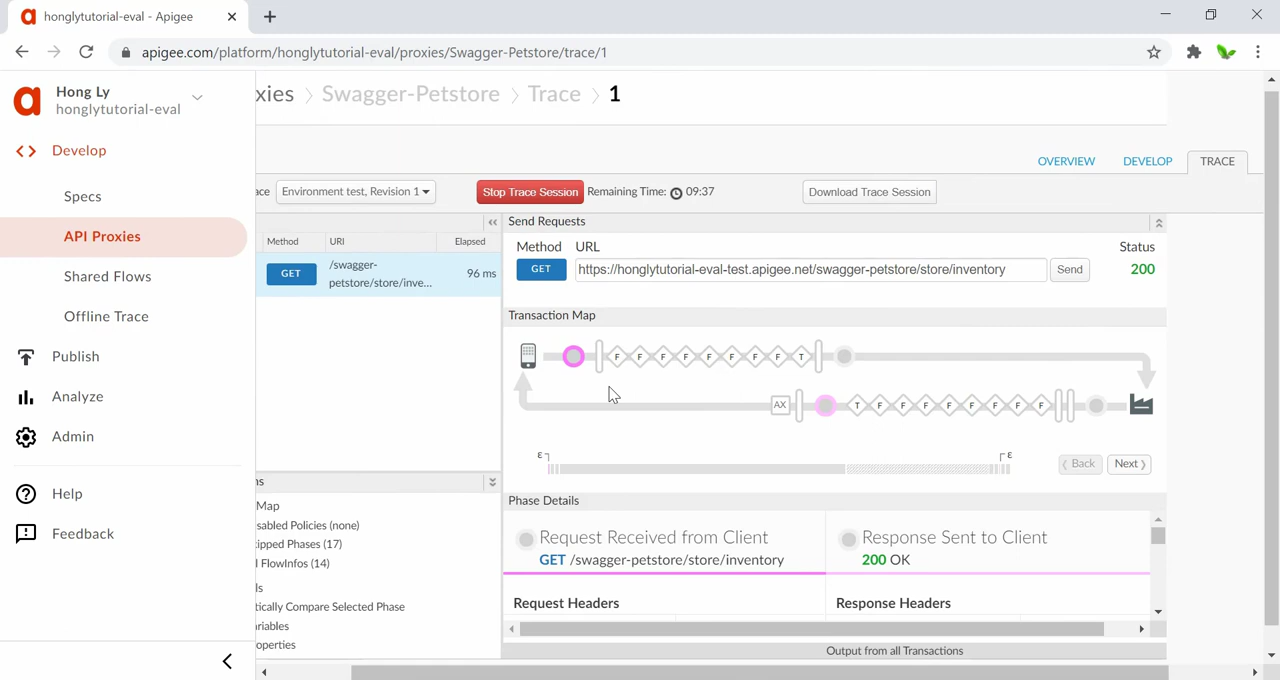 honglytutorial-eval - Apigee
apigee.com/platform/honglytutorial-eval/proxies/Swagger-Petstore/trace/1
Hong Ly
honglytutorial-eval
Develop
Specs
API Proxies
Shared Flows
Offline Trace
Publish
Analyze
Admin
Help
Feedback
xies > Swagger-Petstore > Trace > 1
OVERVIEW DEVELOP TRACE
ace Environment test, Revision 1 Stop Trace Session Remaining Time: 09:37 Download Trace Session
Method URI Elapsed
GET /swagger-
petstore/store/inve... 96 ms
Send Requests
Method URL Status
GET https://honglytutorial-eval-test.apigee.net/swagger-petstore/store/inventory Send 200
Transaction Map
F F F F F F F F T
AX T F F F F F F F F
ε ε
Back Next
ns
Map
sabled Policies (none)
ipped Phases (17)
l FlowInfos (14)
ls
tically Compare Selected Phase
ariables
operties
Phase Details
Request Received from Client
GET /swagger-petstore/store/inventory
Response Sent to Client
200 OK
Request Headers
Response Headers
Output from all Transactions